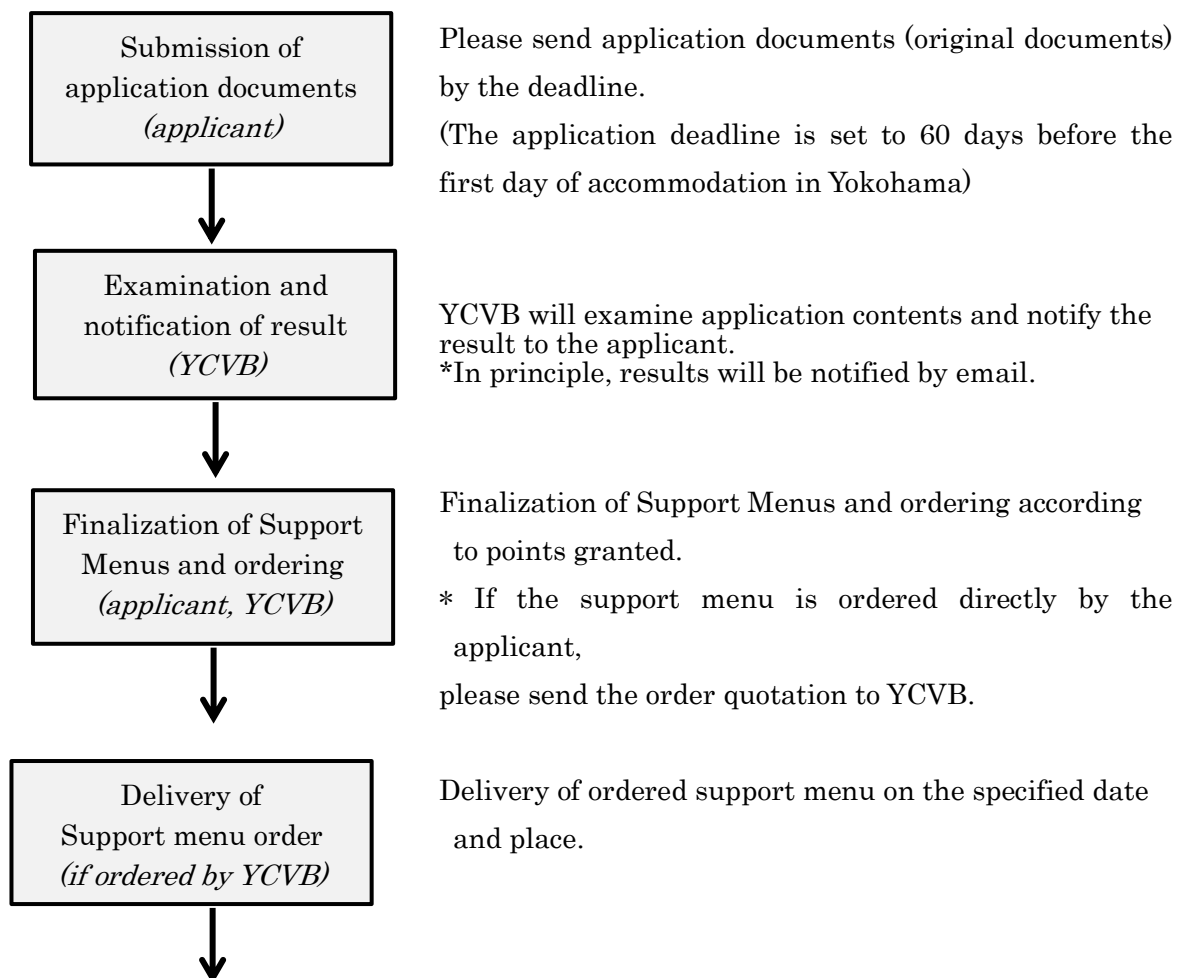 Submission of
application documents
(applicant)
Please send application documents (original documents)
by the deadline.
(The application deadline is set to 60 days before the
first day of accommodation in Yokohama)
Examination and
notification of result
(YCVB)
YCVB will examine application contents and notify the
result to the applicant.
*In principle, results will be notified by email.
Finalization of Support
Menus and ordering
(applicant, YCVB)
Finalization of Support Menus and ordering according
to points granted.
* If the support menu is ordered directly by the
applicant,
please send the order quotation to YCVB.
Delivery of
Support menu order
(if ordered by YCVB)
Delivery of ordered support menu on the specified date
and place.